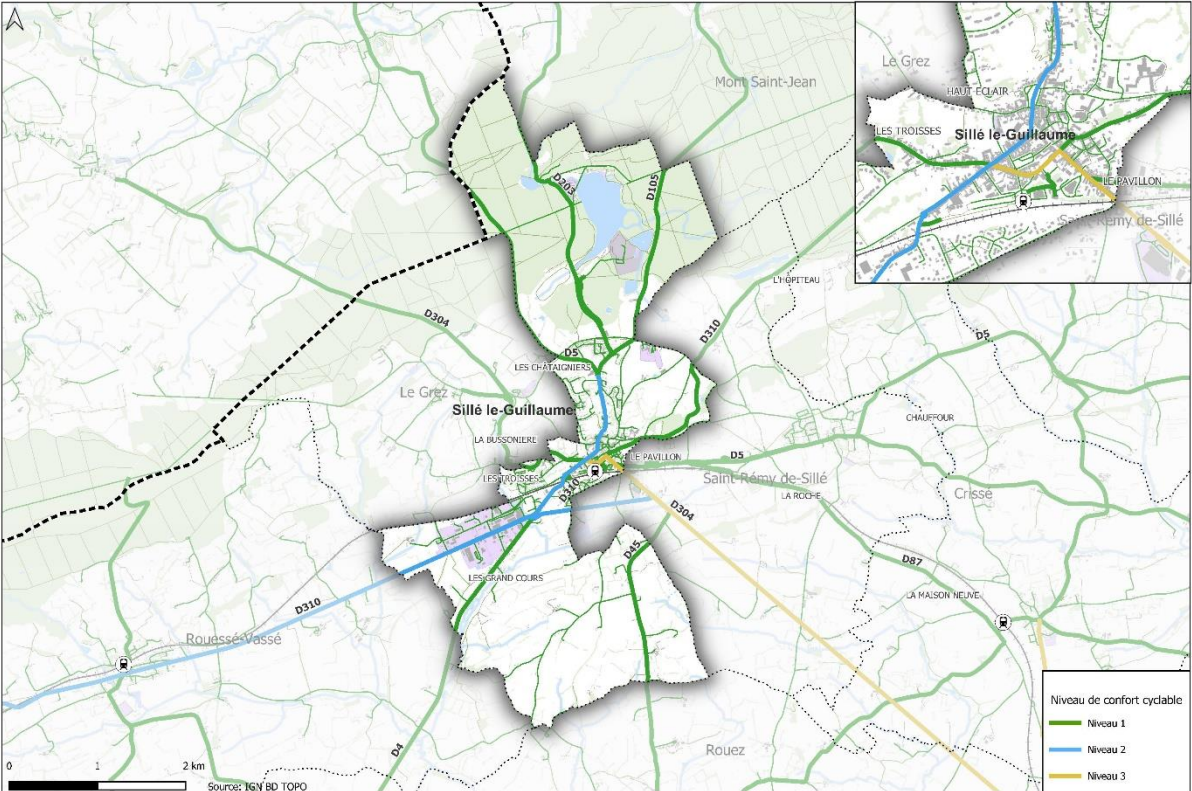 Mont Saint-Jean
D203
D105
L'HOPITEAU
D304
D310
D5
D5
LES CHATAIGNIERS
Le Grez
Sillé le-Guillaume
CHAUFFOUR
LA BUSSONIERE
LE PAVILLON
D5
LES TROISSES
Saint-Rémy de-Sillé
LA ROCHE
D310
Crissé
D304
D45
D87
LES GRAND COURS
LA MAISON NEUVE
D310
Rouessé-Vassé
D4
Rouez
Le Grez
HAUT ECLAIR
LES TROISSES
Sillé le-Guillaume
LE PAVILLON
Saint-Rémy de-Sillé
Niveau de confort cyclable
Niveau 1
Niveau 2
Niveau 3
0 1 2 km
Source: IGN BD TOPO